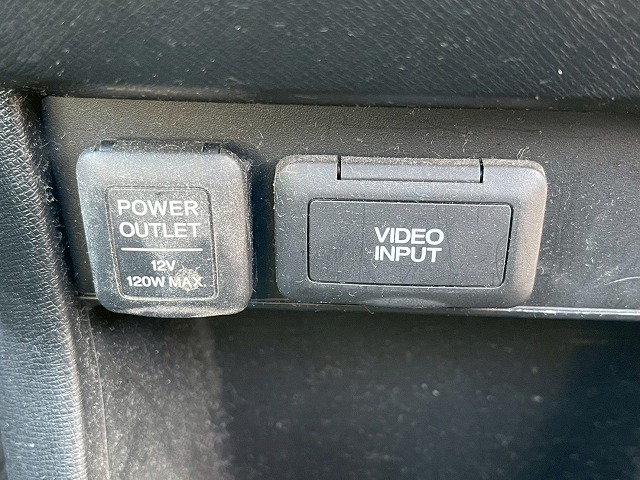 POWER
OUTLET
12V
120W MAX.
VIDEO
INPUT